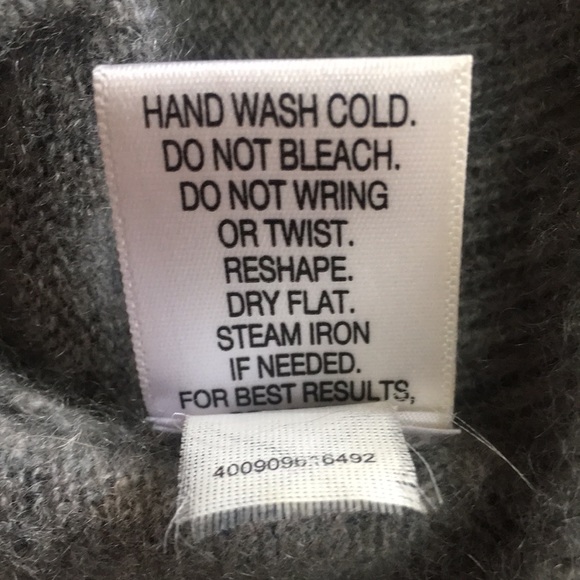 HAND WASH COLD.
DO NOT BLEACH.
DO NOT WRING
OR TWIST.
RESHAPE.
DRY FLAT.
STEAM IRON
IF NEEDED.
FOR BEST RESULTS,